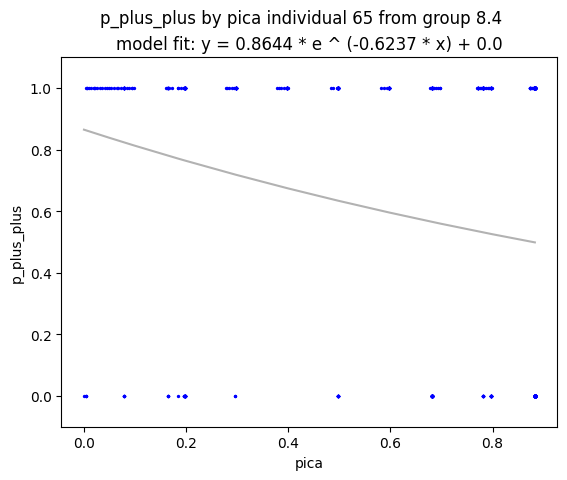 p_plus_plus by pica individual 65 from group 8.4
model fit: y = 0.8644 * e ^ (-0.6237 * x) + 0.0
1.0
0.8
0.6
0.4
0.2
0.0
p_plus_plus
0.0 0.2 0.4 0.6 0.8
pica